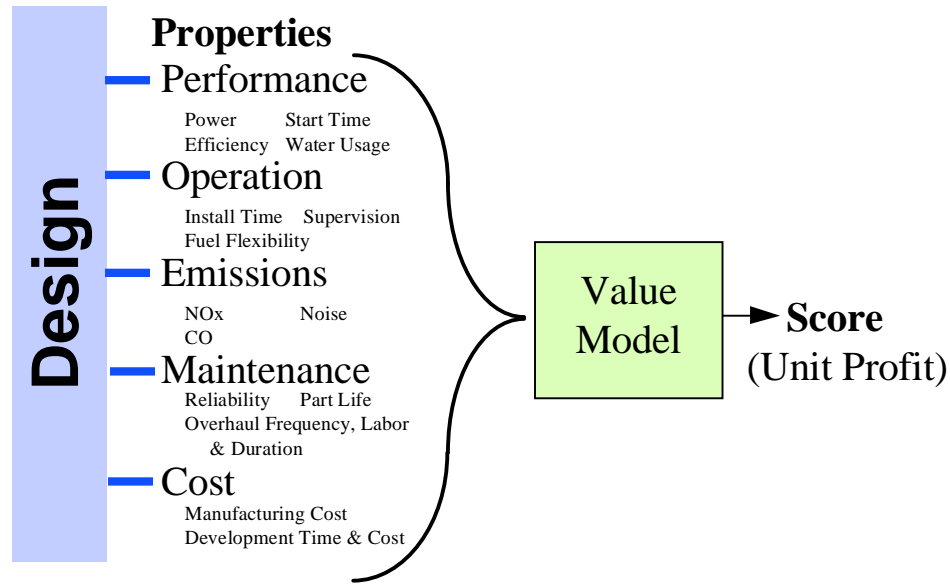 Design
Properties
Performance
Power Start Time
Efficiency Water Usage
Operation
Install Time Supervision
Fuel Flexibility
Emissions
NOx Noise
CO
Maintenance
Reliability Part Life
Overhaul Frequency, Labor
& Duration
Cost
Manufacturing Cost
Development Time & Cost
Value
Model
Score
(Unit Profit)